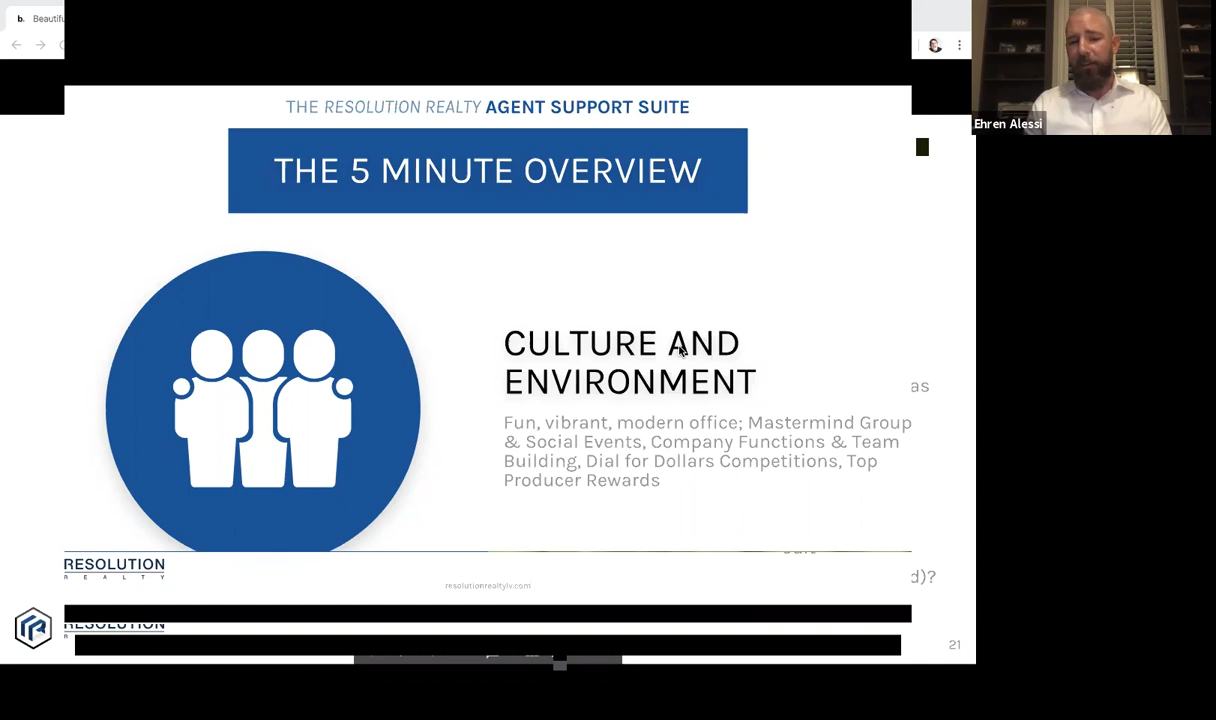 b. Beautifu
Ehren Alessi
THE RESOLUTION REALTY AGENT SUPPORT SUITE
THE 5 MINUTE OVERVIEW
CULTURE AND
ENVIRONMENT
as
Fun, vibrant, modern office; Mastermind Group
& Social Events, Company Functions & Team
Building, Dial for Dollars Competitions, Top
Producer Rewards
RESOLUTION
REALTY
resolutionrealtylv.com
d)?
RESOLUTION
21